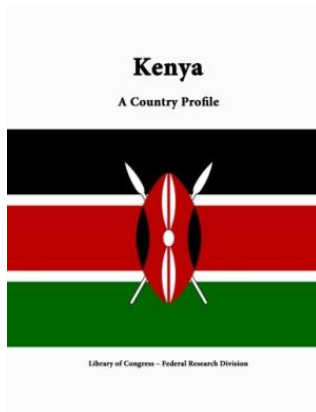 Kenya
A Country Profile
Library of Congress – Federal Research Division